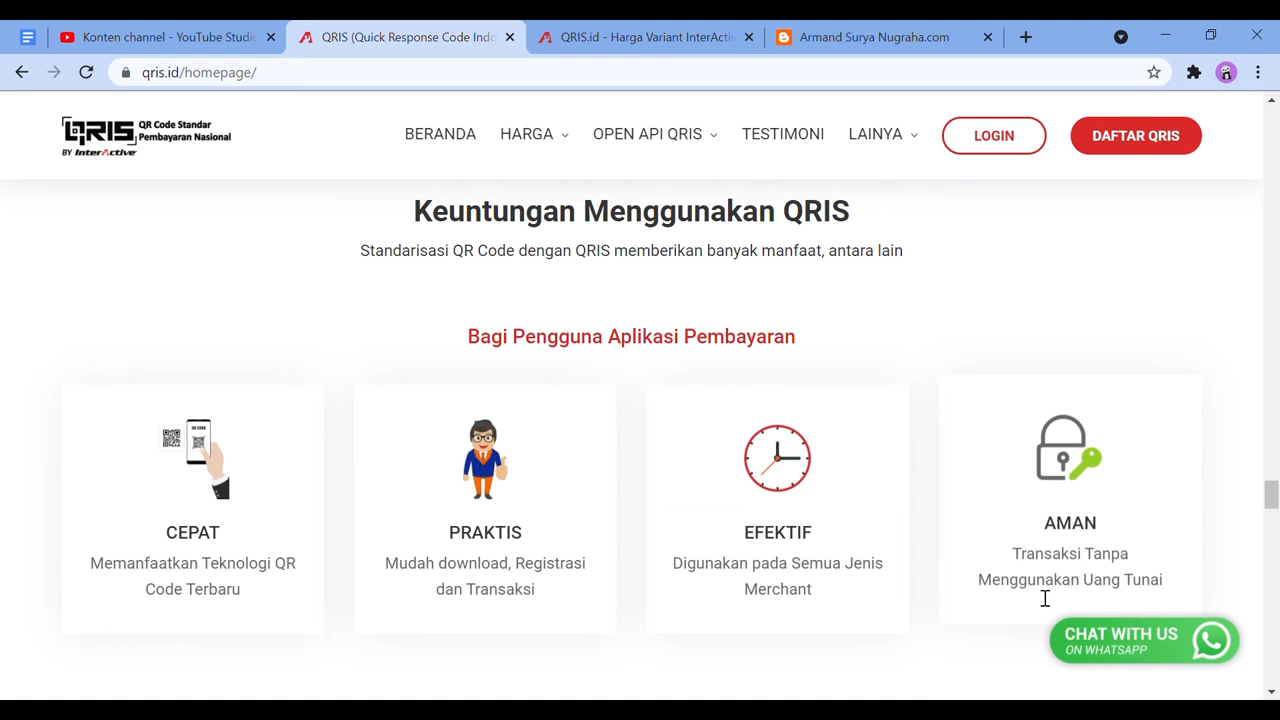 Konten channel - YouTube Studio
QRIS (Quick Response Code Indo
QRIS.id - Harga Variant InterActiv
Armand Surya Nugraha.com
qris.id/homepage/
QRIS QR Code Standar
Pembayaran Nasional
BY InterActive
BERANDA HARGA OPEN API QRIS TESTIMONI LAINYA LOGIN DAFTAR QRIS
Keuntungan Menggunakan QRIS
Standarisasi QR Code dengan QRIS memberikan banyak manfaat, antara lain
Bagi Pengguna Aplikasi Pembayaran
QR CODE
CEPAT
Memanfaatkan Teknologi QR
Code Terbaru
PRAKTIS
Mudah download, Registrasi
dan Transaksi
EFEKTIF
Digunakan pada Semua Jenis
Merchant
AMAN
Transaksi Tanpa
Menggunakan Uang Tunai
CHAT WITH US
ON WHATSAPP